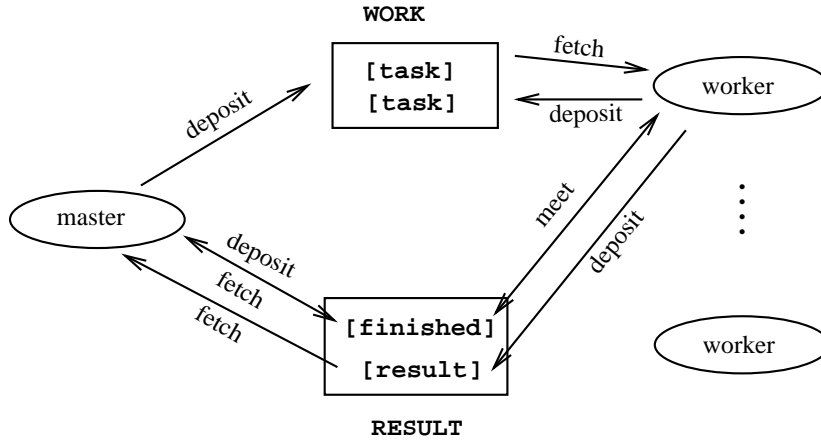 WORK
fetch
[task]
[task]
worker
deposit
deposit
master
meet
deposit
deposit
fetch
fetch
[finished]
[result]
worker
RESULT